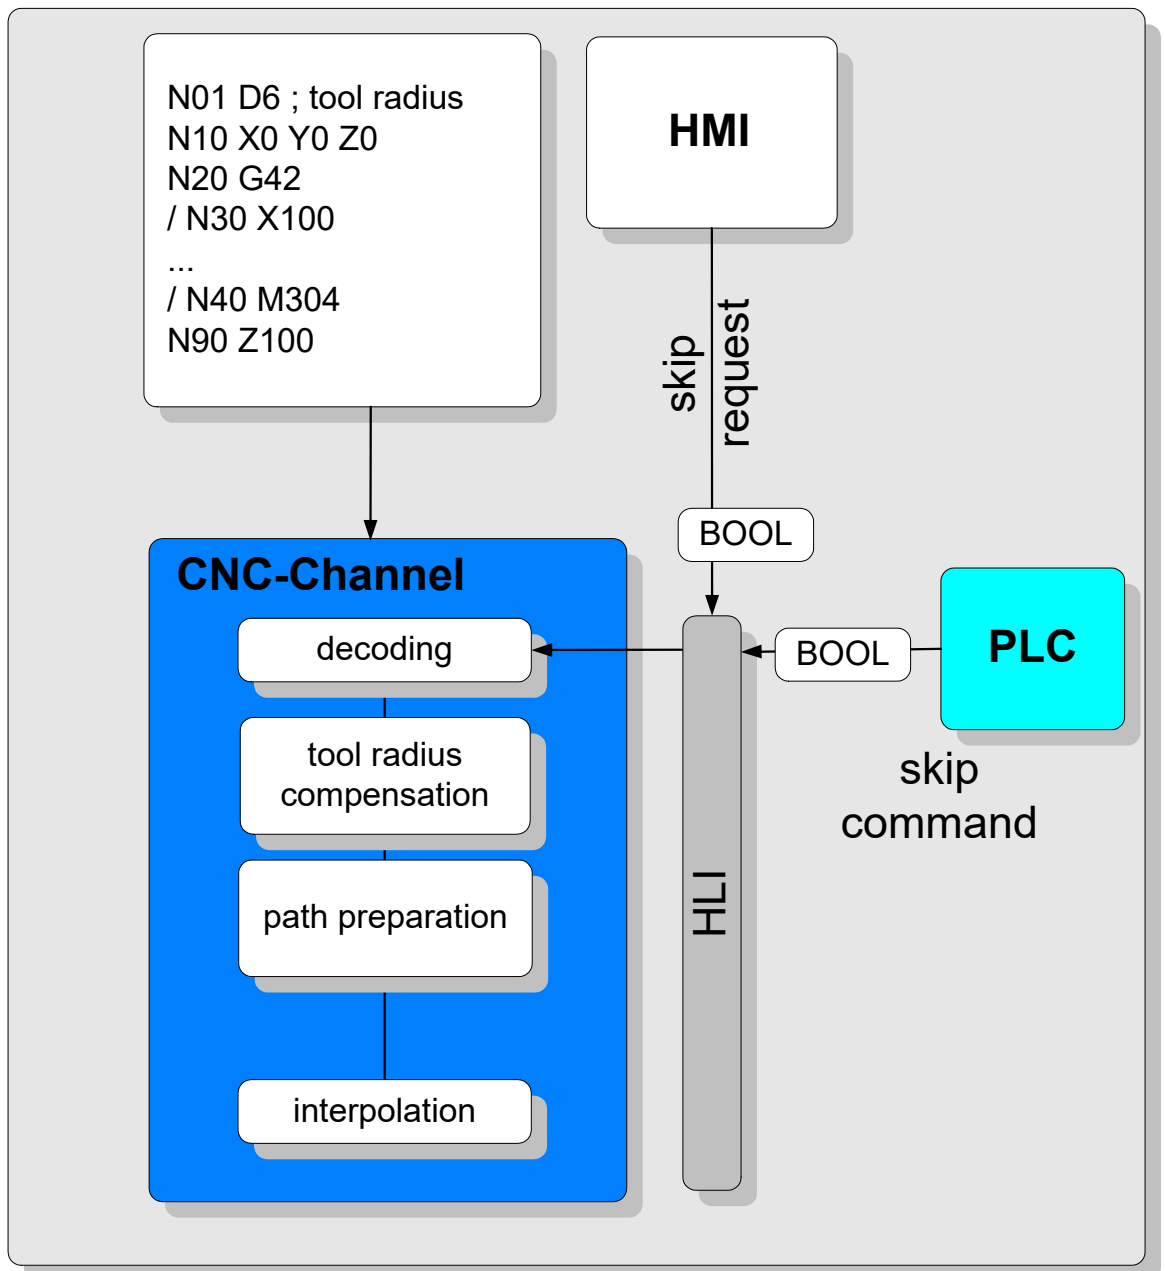 N01 D6 ; tool radius
N10 X0 Y0 Z0
N20 G42
/ N30 X100
...
/ N40 M304
N90 Z100
HMI
skip
request
BOOL
CNC-Channel
decoding
tool radius
compensation
path preparation
interpolation
HLI
BOOL
PLC
skip
command